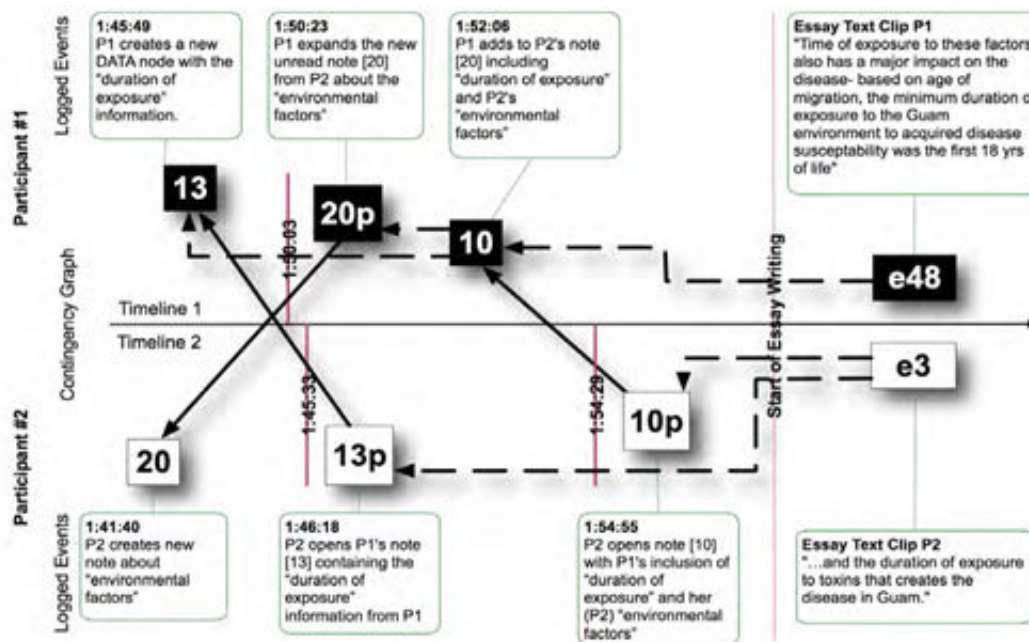 1:45:49
P1 creates a new
DATA node with the
"duration of
exposure"
information.
1:50:23
P1 expands the new
unread note [20]
from P2 about the
"environmental
factors"
1:52:06
P1 adds to P2's note
[20] including
"duration of exposure"
and P2's
"environmental
factors"
Essay Text Clip P1
"Time of exposure to these factors
also has a major impact on the
disease- based on age of
migration, the minimum duration o
exposure to the Guam
environment to acquired disease
susceptability was the first 18 yrs
of life"
Logged Events
Participant #1
13
20p
10
e48
1:50:03
Timeline 1
Contingency Graph
Timeline 2
Start of Essay Writing
e3
1:45:33
1:54:29
10p
20
13p
Participant #2
Logged Events
1:41:40
P2 creates new
note about
"environmental
factors"
1:46:18
P2 opens P1's note
[13] containing the
"duration of
exposure"
information from P1
1:54:55
P2 opens note [10]
with P1's inclusion of
"duration of
exposure" and her
(P2) "environmental
factors"
Essay Text Clip P2
"...and the duration of exposure
to toxins that creates the
disease in Guam."